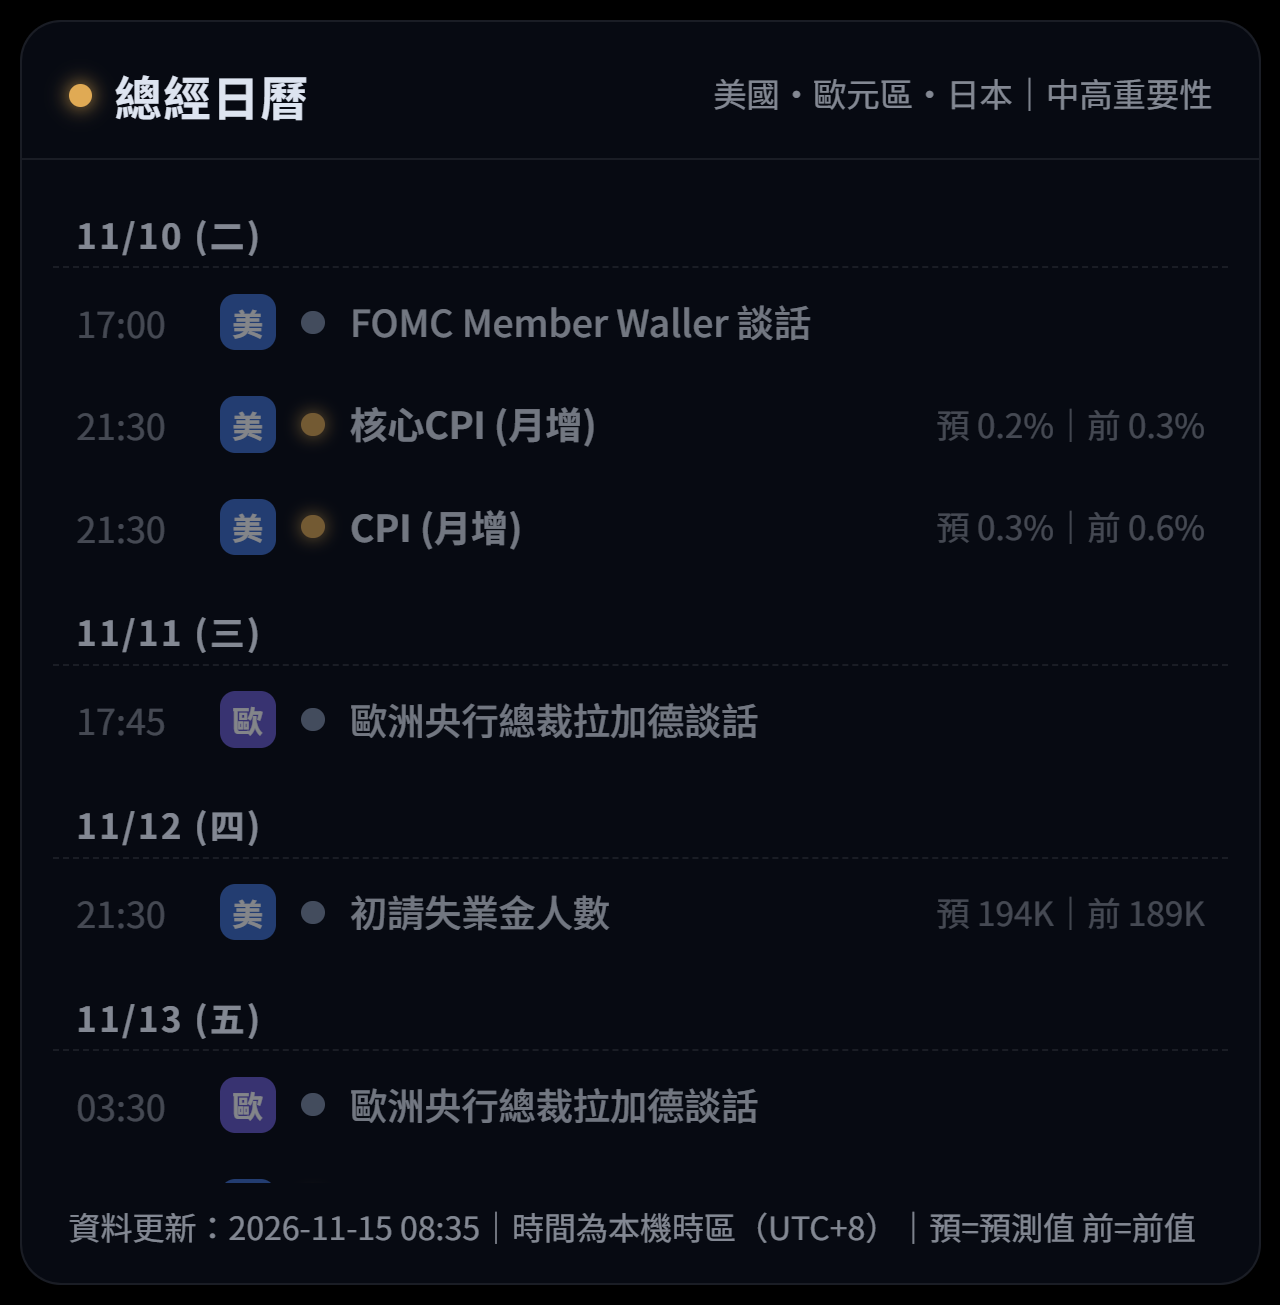 總經日曆
美國・歐元區・日本｜中高重要性
11/10 (二)
17:00 美 FOMC Member Waller 談話
21:30 美 核心CPI (月增) 預 0.2%｜前 0.3%
21:30 美 CPI (月增) 預 0.3%｜前 0.6%
11/11 (三)
17:45 歐 歐洲央行總裁拉加德談話
11/12 (四)
21:30 美 初請失業金人數 預 194K｜前 189K
11/13 (五)
03:30 歐 歐洲央行總裁拉加德談話
資料更新：2026-11-15 08:35｜時間為本機時區（UTC+8）｜預=預測值 前=前值